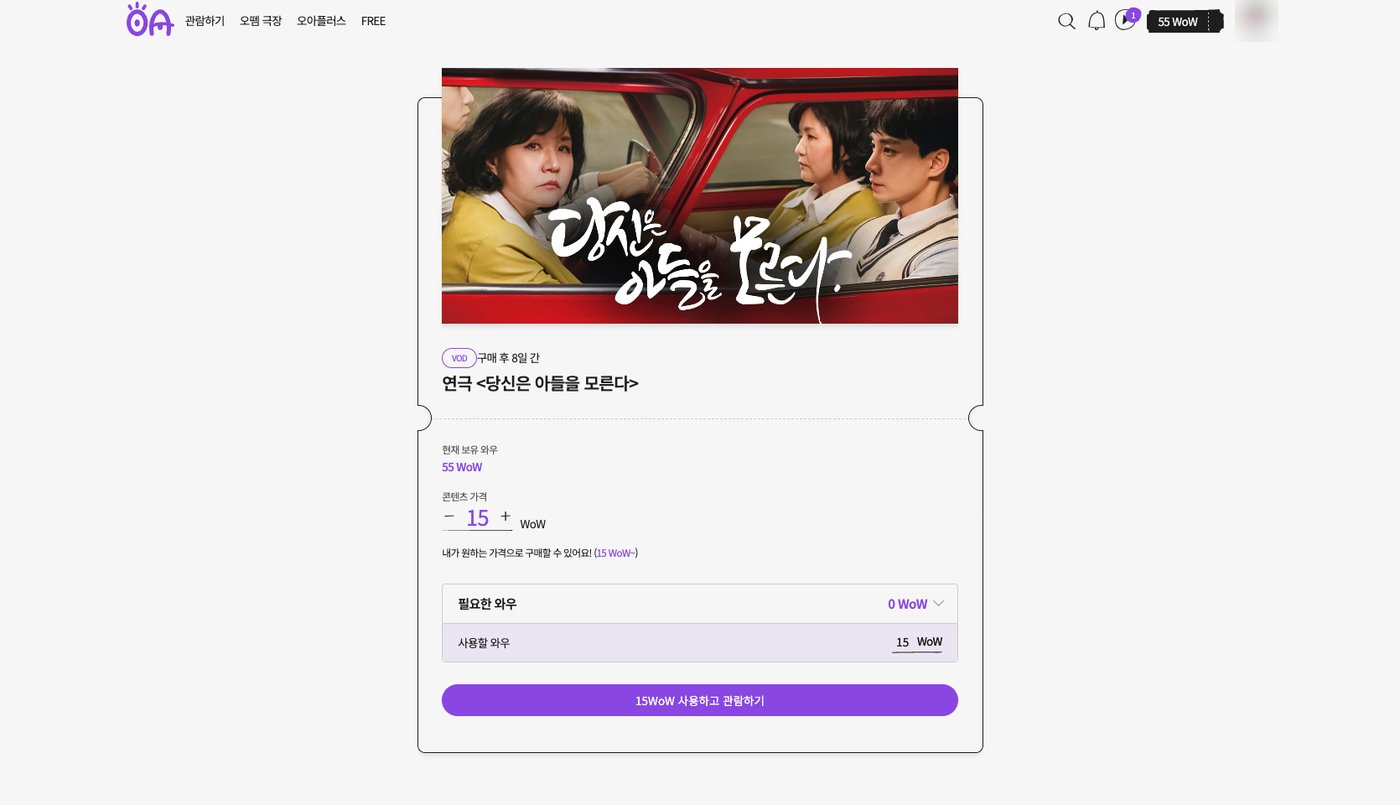 OA 관람하기 오뻼 극장 오아플러스 FREE 1 55 WoW
당신은
아들을 모른다.
VOD 구매 후 8일 간
연극 <당신은 아들을 모른다>
현재 보유 와우
55 WoW
콘텐츠 가격
− 15 + WoW
내가 원하는 가격으로 구매할 수 있어요! (15 WoW~)
필요한 와우 0 WoW
사용할 와우 15 WoW
15WoW 사용하고 관람하기